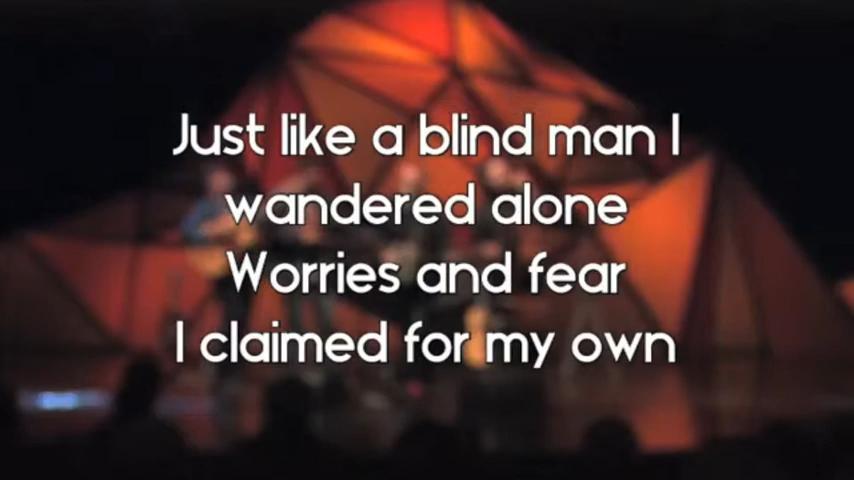 Just like a blind man I
wandered alone
Worries and fear
I claimed for my own